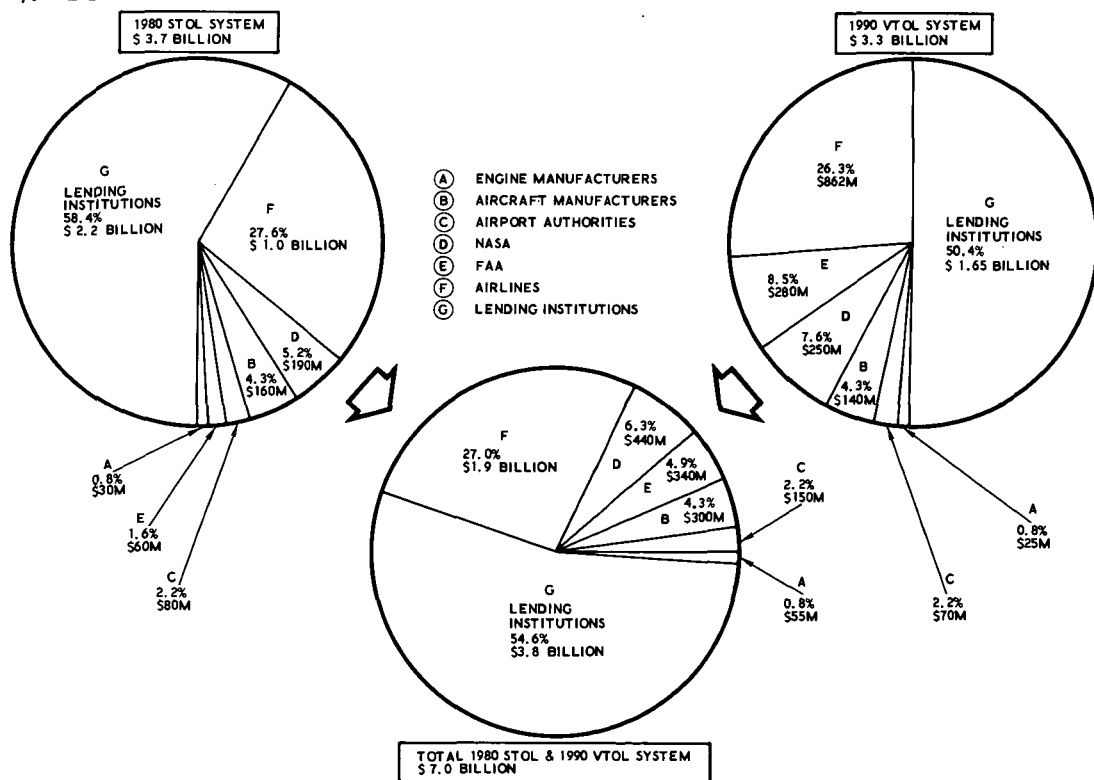 1980 STOL SYSTEM
$ 3.7 BILLION
G
LENDING
INSTITUTIONS
58.4%
$ 2.2 BILLION
F
27.6%
$ 1.0 BILLION
D
5.2%
$190M
B
4.3%
$160M
A
0.8%
$30M
E
1.6%
$60M
C
2.2%
$80M
A ENGINE MANUFACTURERS
B AIRCRAFT MANUFACTURERS
C AIRPORT AUTHORITIES
D NASA
E FAA
F AIRLINES
G LENDING INSTITUTIONS
1990 VTOL SYSTEM
$ 3.3 BILLION
F
26.3%
$862M
G
LENDING
INSTITUTIONS
50.4%
$ 1.65 BILLION
E
8.5%
$280M
D
7.6%
$250M
B
4.3%
$140M
A
0.8%
$25M
C
2.2%
$70M
F
27.0%
$1.9 BILLION
6.3%
$440M
D
4.9%
$340M
E
4.3%
B $300M
C
2.2%
$150M
A
0.8%
$55M
G
LENDING
INSTITUTIONS
54.6%
$3.8 BILLION
TOTAL 1980 STOL & 1990 VTOL SYSTEM
$ 7.0 BILLION